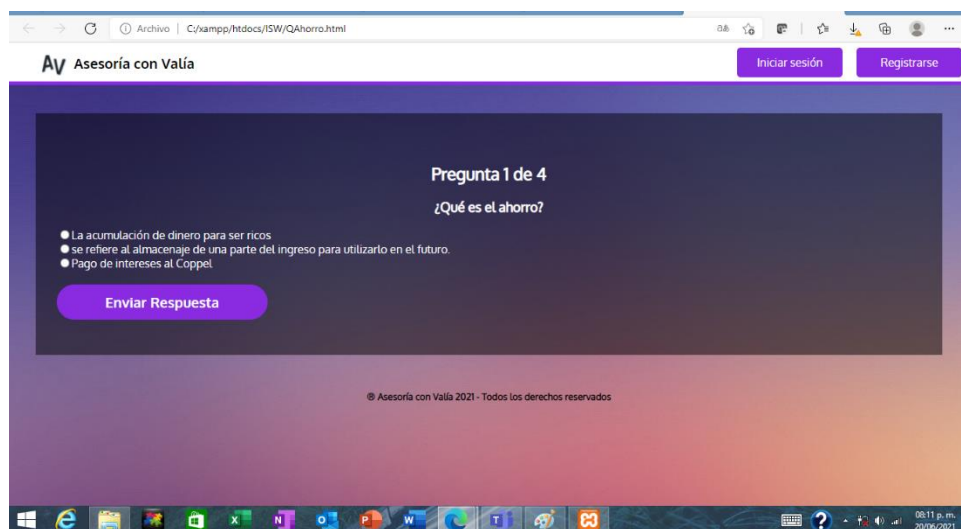 Archivo | C:/xampp/htdocs/ISW/QAhorro.html
AV Asesoría con Valía
Iniciar sesión
Registrarse
Pregunta 1 de 4
¿Qué es el ahorro?
La acumulación de dinero para ser ricos
se refiere al almacenaje de una parte del ingreso para utilizarlo en el futuro.
Pago de intereses al Coppel
Enviar Respuesta
® Asesoría con Valía 2021 - Todos los derechos reservados
08:11 p. m.
20/06/2021